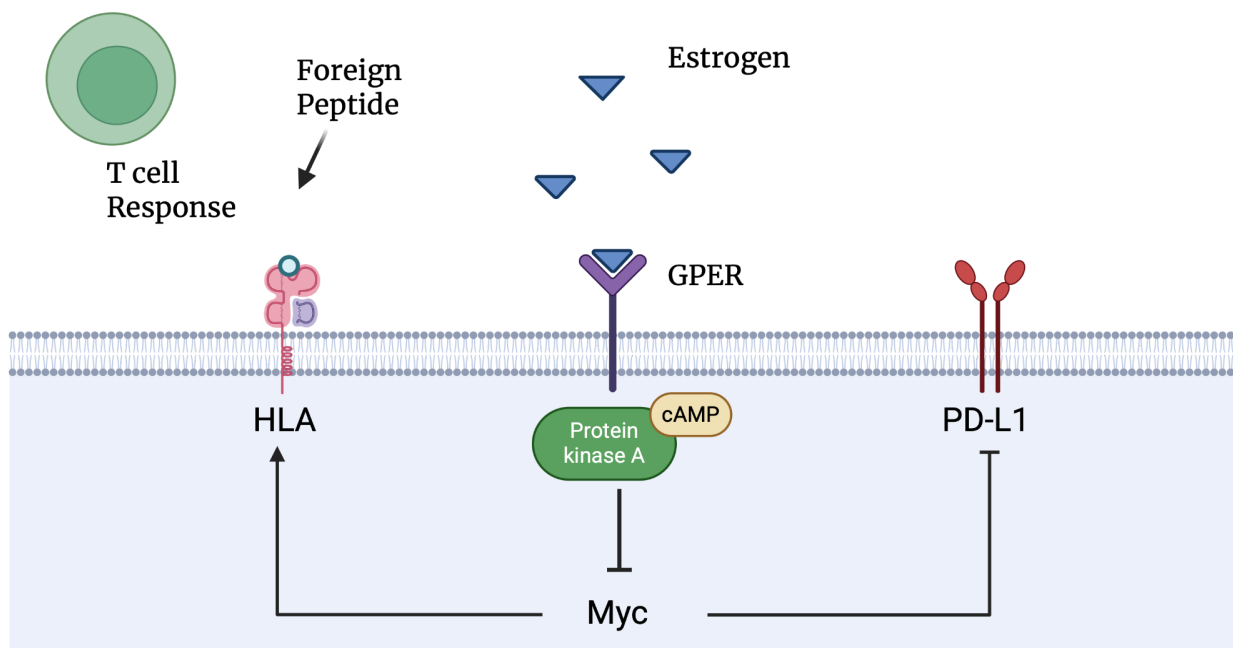 Estrogen
Foreign
Peptide
T cell
Response
GPER
HLA
cAMP
PD-L1
Protein
kinase A
Myc